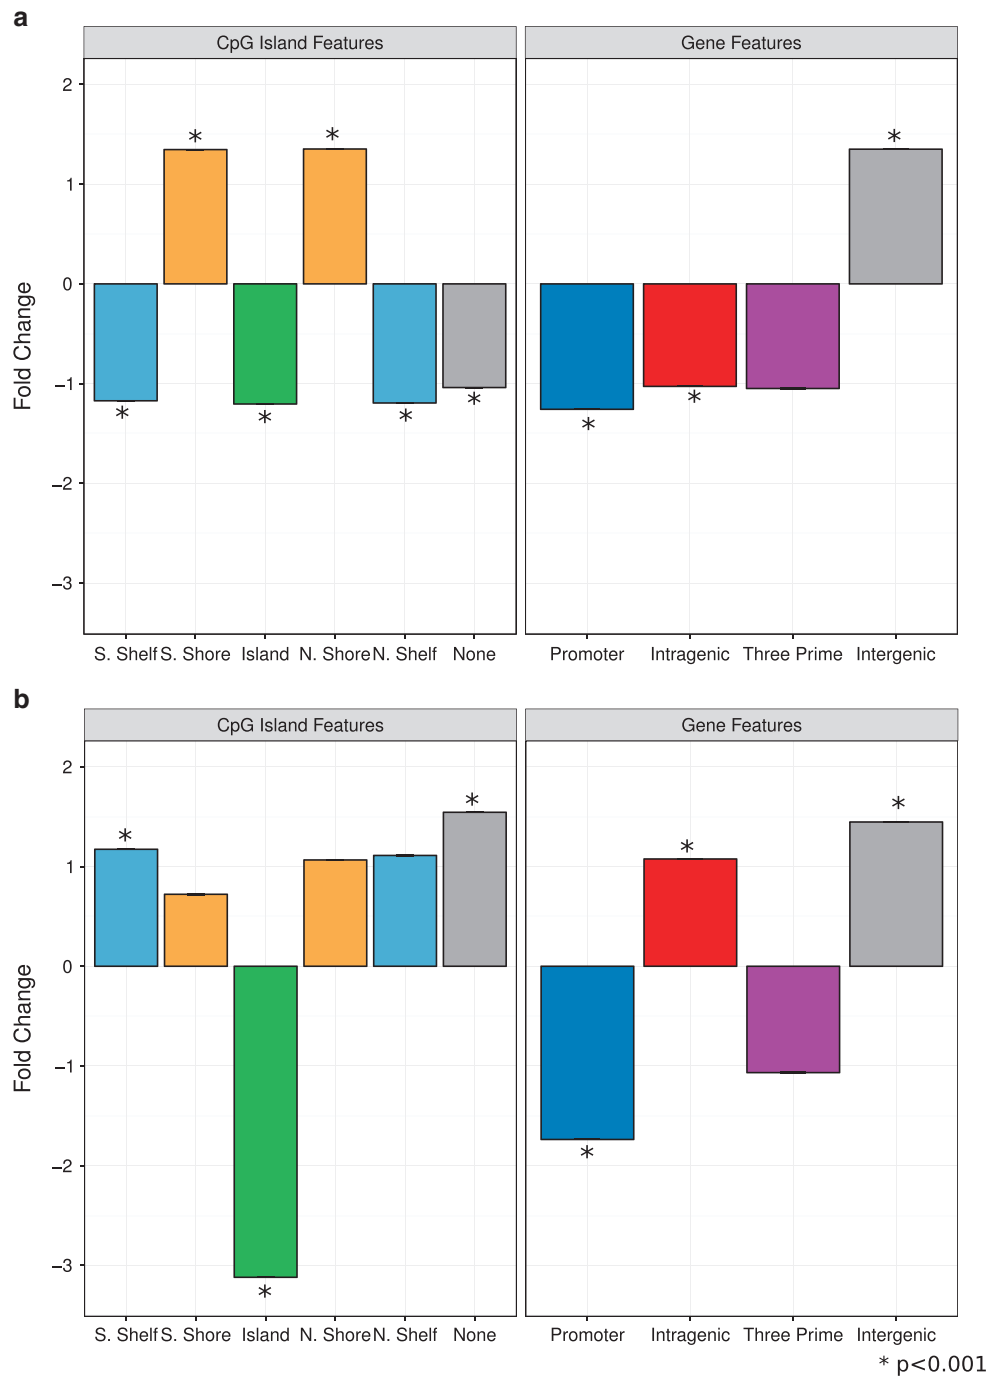 a
CpG Island Features
Gene Features
2
1
0
−1
−2
−3
Fold Change
*
*
*
*
*
*
*
*
*
S. Shelf S. Shore Island N. Shore N. Shelf None
Promoter Intragenic Three Prime Intergenic
b
CpG Island Features
Gene Features
2
1
0
−1
−2
−3
Fold Change
*
*
*
*
*
*
S. Shelf S. Shore Island N. Shore N. Shelf None
Promoter Intragenic Three Prime Intergenic
* p<0.001